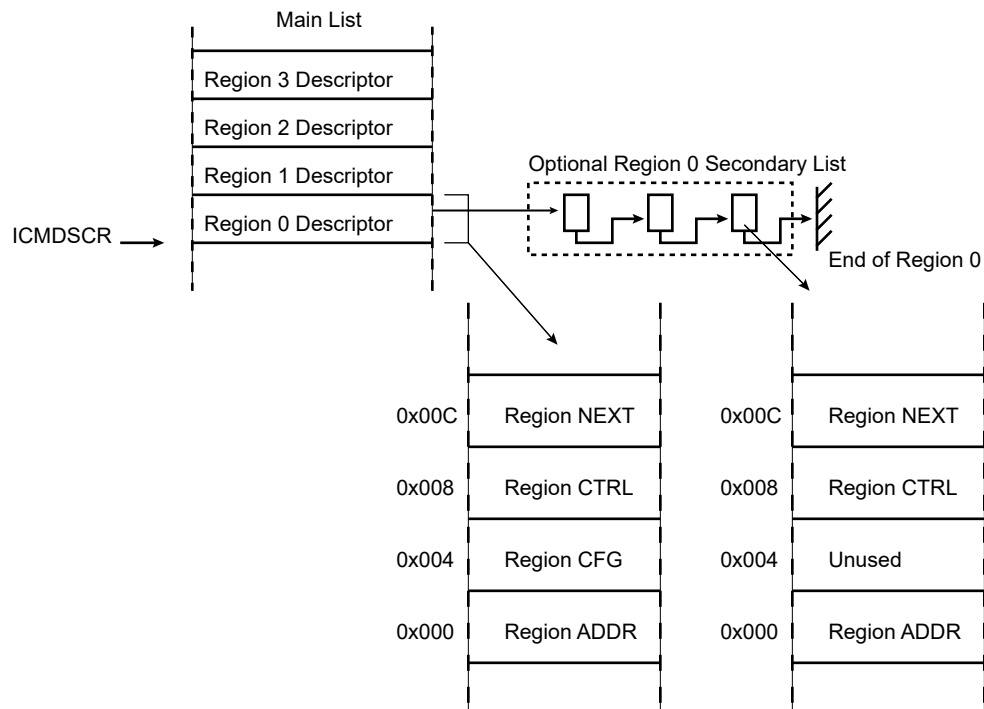 Main List
Region 3 Descriptor
Region 2 Descriptor
Region 1 Descriptor
Region 0 Descriptor
ICMDSCR
Optional Region 0 Secondary List
End of Region 0
0x00C Region NEXT
0x008 Region CTRL
0x004 Region CFG
0x000 Region ADDR
0x00C Region NEXT
0x008 Region CTRL
0x004 Unused
0x000 Region ADDR